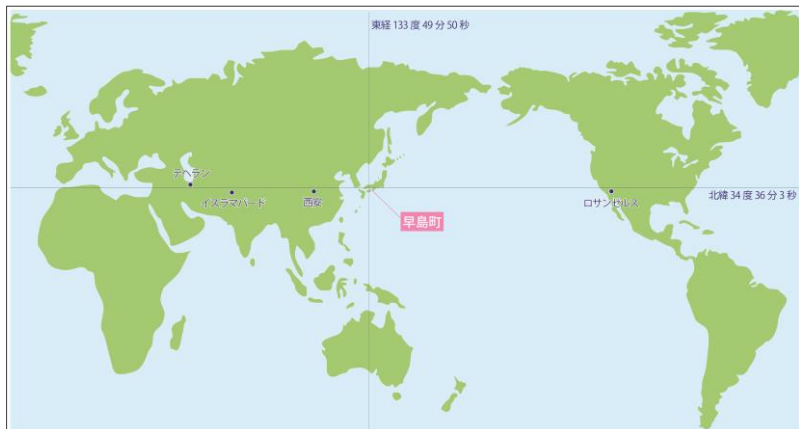 東経 133 度 49 分 50 秒
テヘラン
イスラマバード
西安
ロサンゼルス
北緯 34 度 36 分 3 秒
早島町